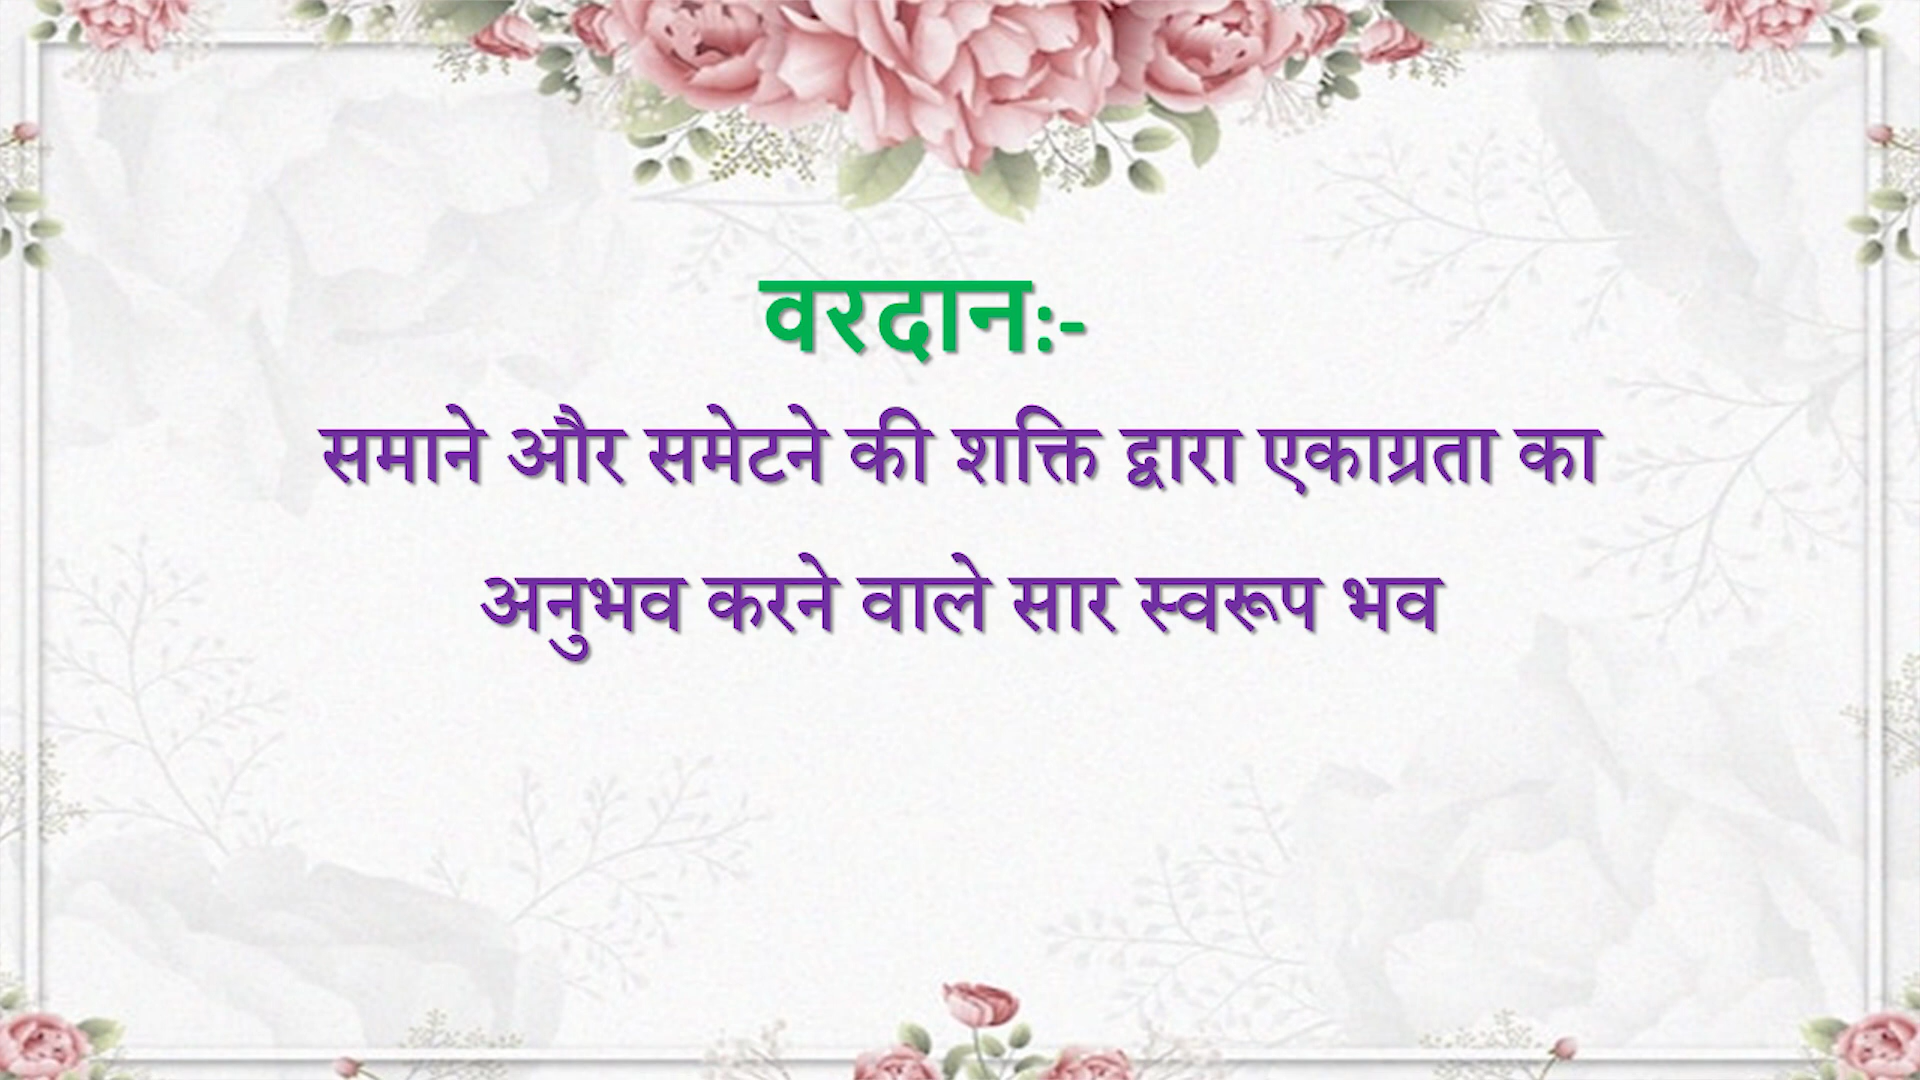 वरदान:-
समाने और समेटने की शक्ति द्वारा एकाग्रता का
अनुभव करने वाले सार स्वरूप भव